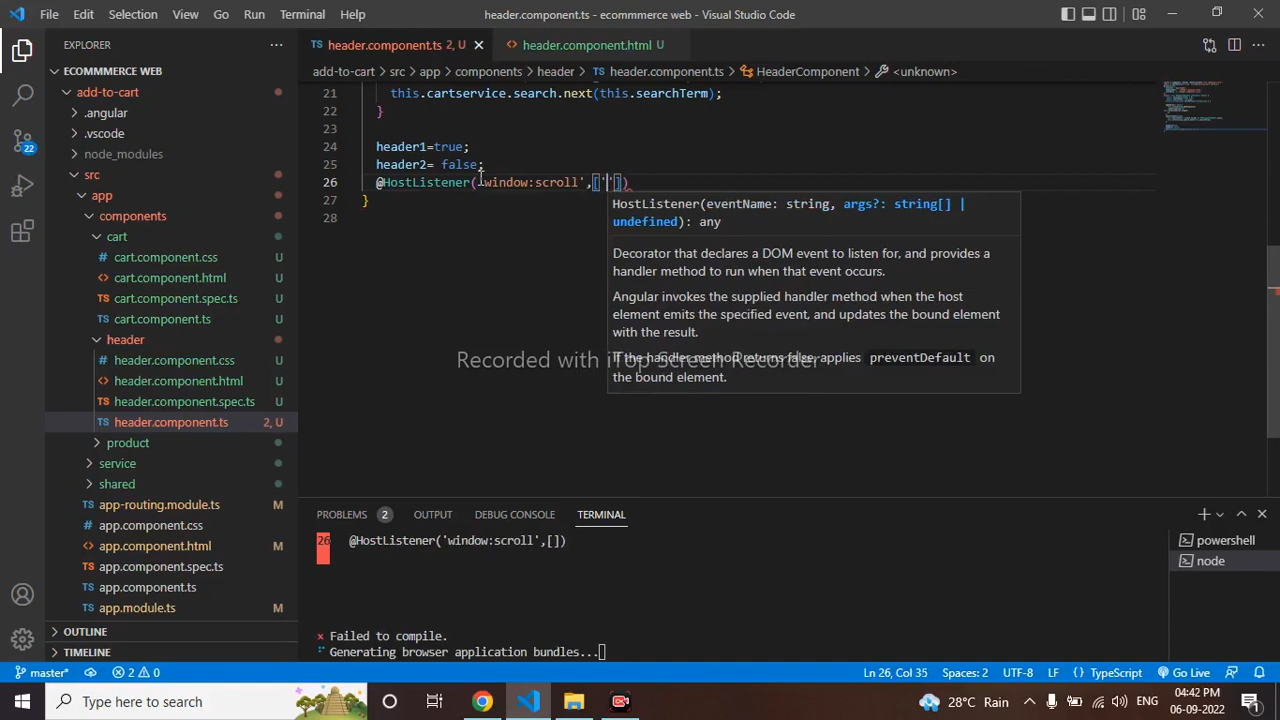 File Edit Selection View Go Run Terminal Help
header.component.ts - ecommmerce web - Visual Studio Code
EXPLORER
header.component.ts 2, U
header.component.html U
ECOMMMERCE WEB
add-to-cart > src > app > components > header > header.component.ts > HeaderComponent > <unknown>
add-to-cart
.angular
.vscode
node_modules
src
app
components
cart
cart.component.css U
cart.component.html U
cart.component.spec.ts U
cart.component.ts U
header
header.component.css U
header.component.html U
header.component.spec.ts U
header.component.ts 2, U
product
service
shared
app-routing.module.ts M
app.component.css
app.component.html M
app.component.spec.ts
app.component.ts
app.module.ts M
OUTLINE
TIMELINE
22
21 this.cartservice.search.next(this.searchTerm);
22 }
23
24 header1=true;
25 header2= false;
26 @HostListener('window:scroll',[''])
27 }
28
HostListener(eventName: string, args?: string[] |
undefined): any
Decorator that declares a DOM event to listen for, and provides a
handler method to run when that event occurs.
Angular invokes the supplied handler method when the host
element emits the specified event, and updates the bound element
with the result.
If the handler method returns false, applies preventDefault on
the bound element.
Recorded with iTop Screen Recorder
PROBLEMS 2 OUTPUT DEBUG CONSOLE TERMINAL
26 @HostListener('window:scroll',[])
× Failed to compile.
Generating browser application bundles...
powershell
node
master* 2 0
Ln 26, Col 35 Spaces: 2 UTF-8 LF {} TypeScript Go Live
Type here to search
28°C Rain
ENG
04:42 PM
06-09-2022
1